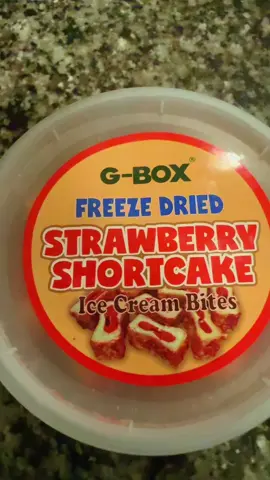 G-BOX®
FREEZE DRIED
STRAWBERRY
SHORTCAKE
Ice Cream Bites